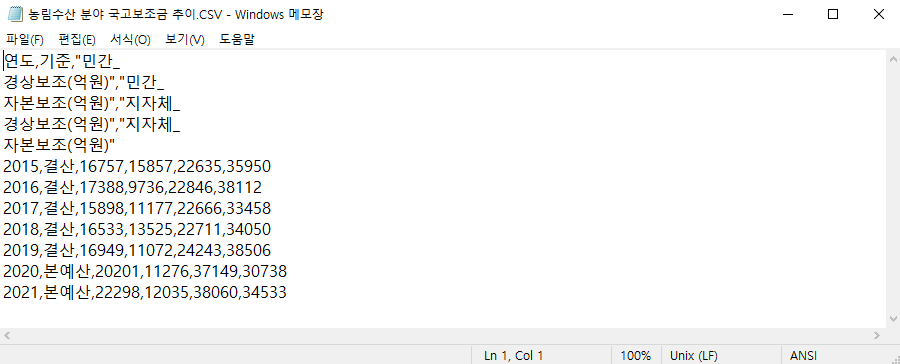 농림수산 분야 국고보조금 추이.CSV - Windows 메모장
파일(F) 편집(E) 서식(O) 보기(V) 도움말
연도,기준,"민간_
경상보조(억원)","민간_
자본보조(억원)","지자체_
경상보조(억원)","지자체_
자본보조(억원)"
2015,결산,16757,15857,22635,35950
2016,결산,17388,9736,22846,38112
2017,결산,15898,11177,22666,33458
2018,결산,16533,13525,22711,34050
2019,결산,16949,11072,24243,38506
2020,본예산,20201,11276,37149,30738
2021,본예산,22298,12035,38060,34533
Ln 1, Col 1 100% Unix (LF) ANSI